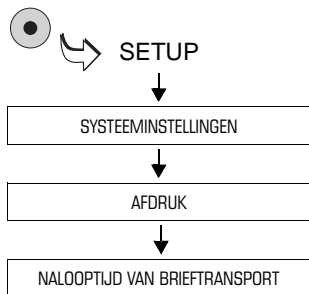 SETUP
SYSTEEMINSTELLINGEN
AFDRUK
NALOOPTIJD VAN BRIEFTRANSPORT